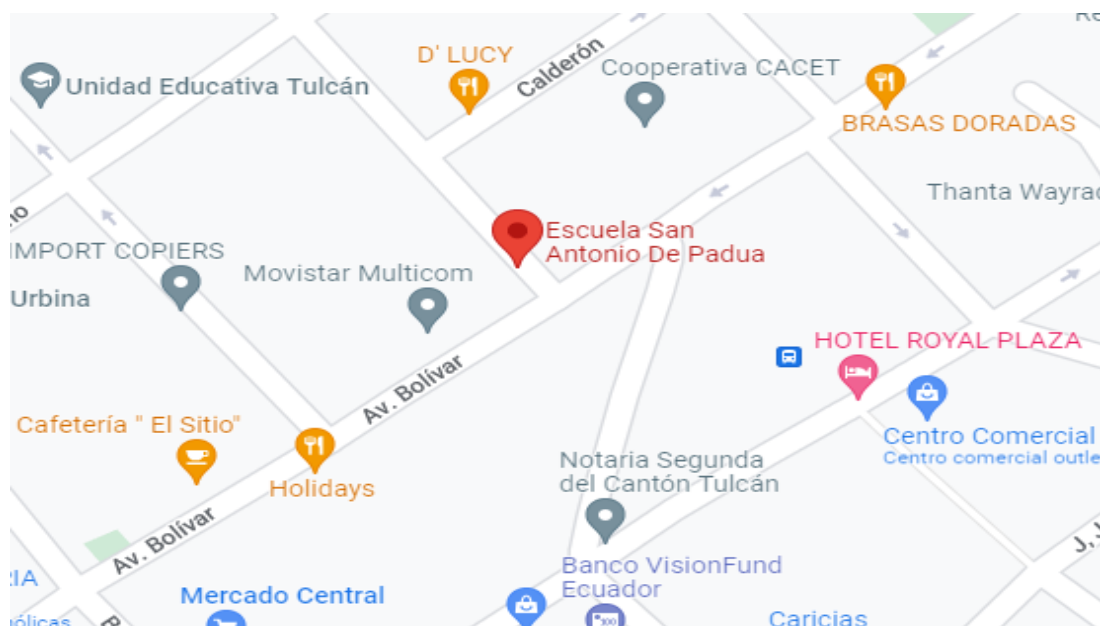 D' LUCY
Calderón
Cooperativa CACET
Unidad Educativa Tulcán
BRASAS DORADAS
Thanta Wayra
Escuela San
Antonio De Padua
IMPORT COPIERS
Movistar Multicom
Urbina
HOTEL ROYAL PLAZA
Av. Bolívar
Cafetería " El Sitio"
Centro Comercial
Centro comercial outle
Notaria Segunda
del Cantón Tulcán
Holidays
Av. Bolívar
Banco VisionFund
Ecuador
Mercado Central
100
Caricias